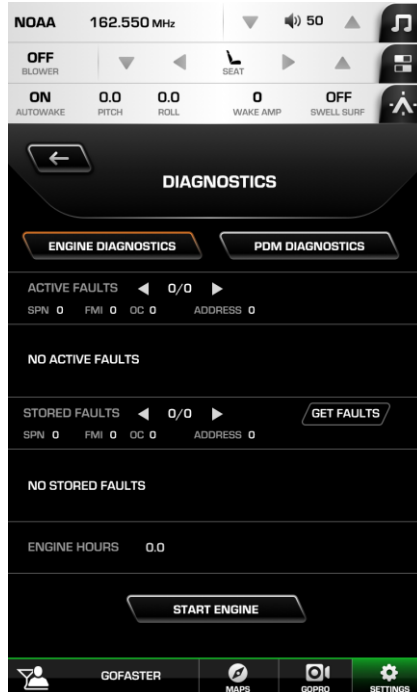 NOAA 162.550 MHz 50
OFF
BLOWER SEAT
ON 0.0 0.0 0 OFF
AUTOWAKE PITCH ROLL WAKE AMP SWELL SURF
DIAGNOSTICS
ENGINE DIAGNOSTICS PDM DIAGNOSTICS
ACTIVE FAULTS 0/0
SPN 0 FMI 0 OC 0 ADDRESS 0
NO ACTIVE FAULTS
STORED FAULTS 0/0 GET FAULTS
SPN 0 FMI 0 OC 0 ADDRESS 0
NO STORED FAULTS
ENGINE HOURS 0.0
START ENGINE
GOFASTER MAPS GOPRO SETTINGS